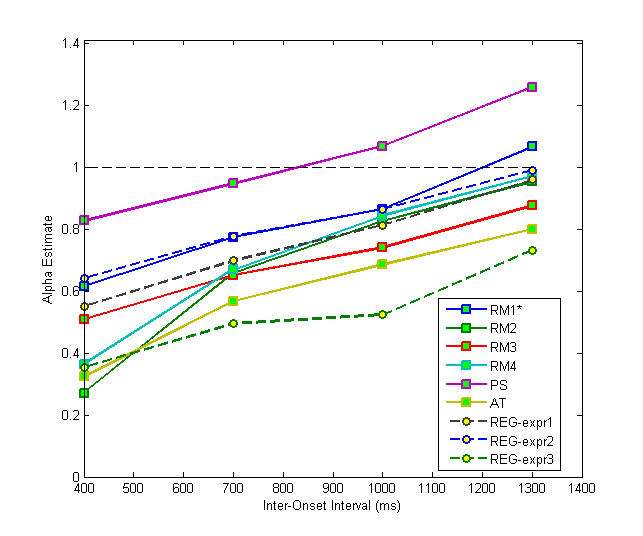 1.4
1.2
1
0.8
0.6
0.4
0.2
0
Alpha Estimate
400 500 600 700 800 900 1000 1100 1200 1300 1400
Inter-Onset Interval (ms)
RM1*
RM2
RM3
RM4
PS
AT
REG-expr1
REG-expr2
REG-expr3